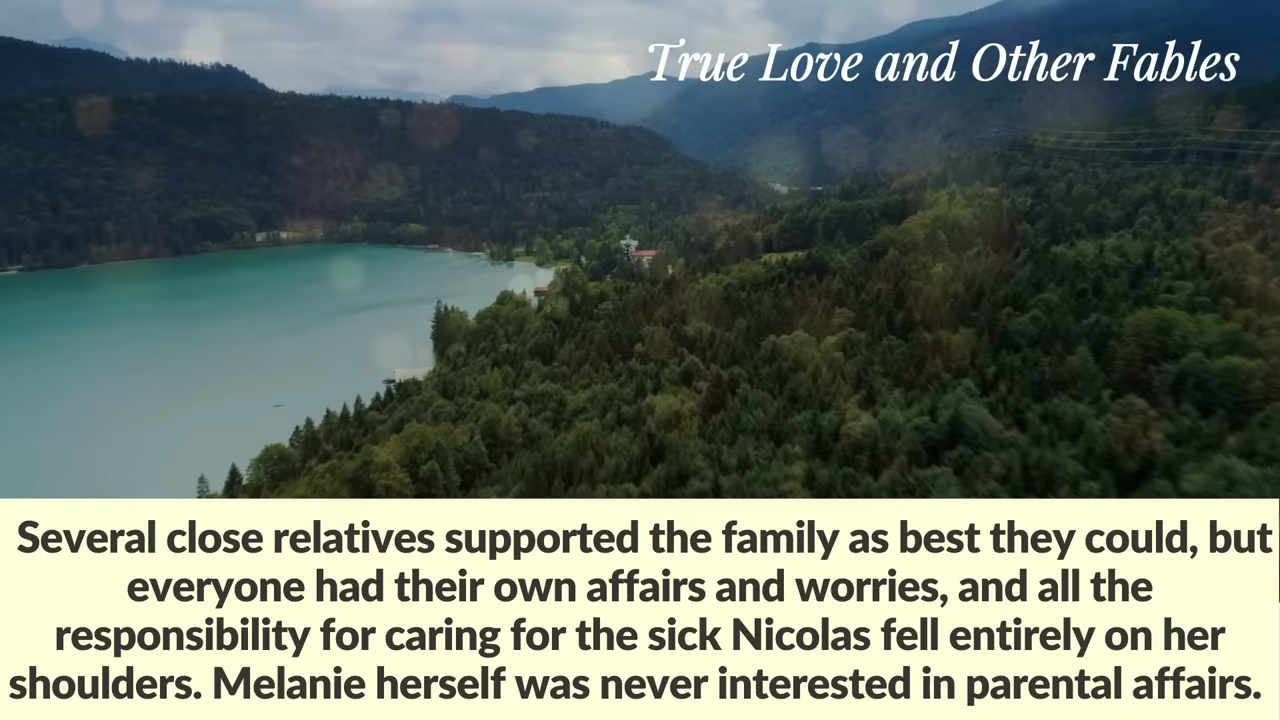 True Love and Other Fables
Several close relatives supported the family as best they could, but
everyone had their own affairs and worries, and all the
responsibility for caring for the sick Nicolas fell entirely on her
shoulders. Melanie herself was never interested in parental affairs.